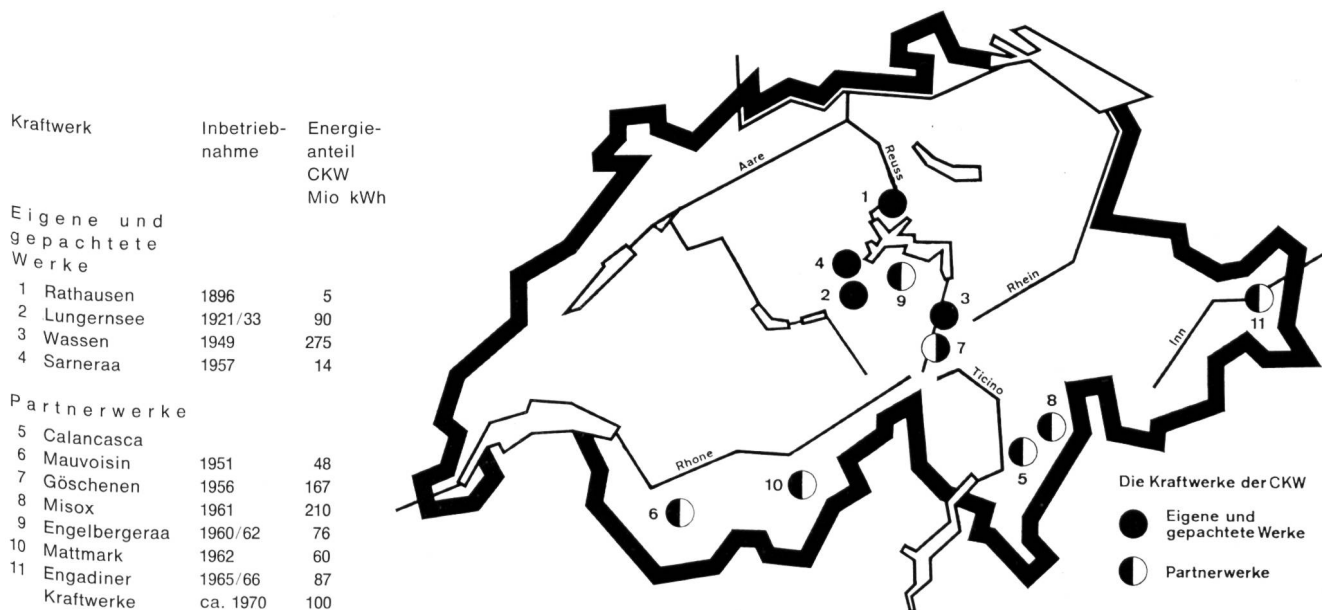 Kraftwerk Inbetrieb- Energie-
nahme anteil
CKW
Mio kWh
Eigene und
gepachtete
Werke
1 Rathausen 1896 5
2 Lungernsee 1921/33 90
3 Wassen 1949 275
4 Sarneraa 1957 14
Partnerwerke
5 Calancasca
6 Mauvoisin 1951 48
7 Göschenen 1956 167
8 Misox 1961 210
9 Engelbergeraa 1960/62 76
10 Mattmark 1962 60
11 Engadiner 1965/66 87
Kraftwerke ca. 1970 100
Aare
Reuss
1
4
2
9
3
7
Rhein
Inn
11
Ticino
8
5
Rhone
10
6
Die Kraftwerke der CKW
Eigene und
gepachtete Werke
Partnerwerke